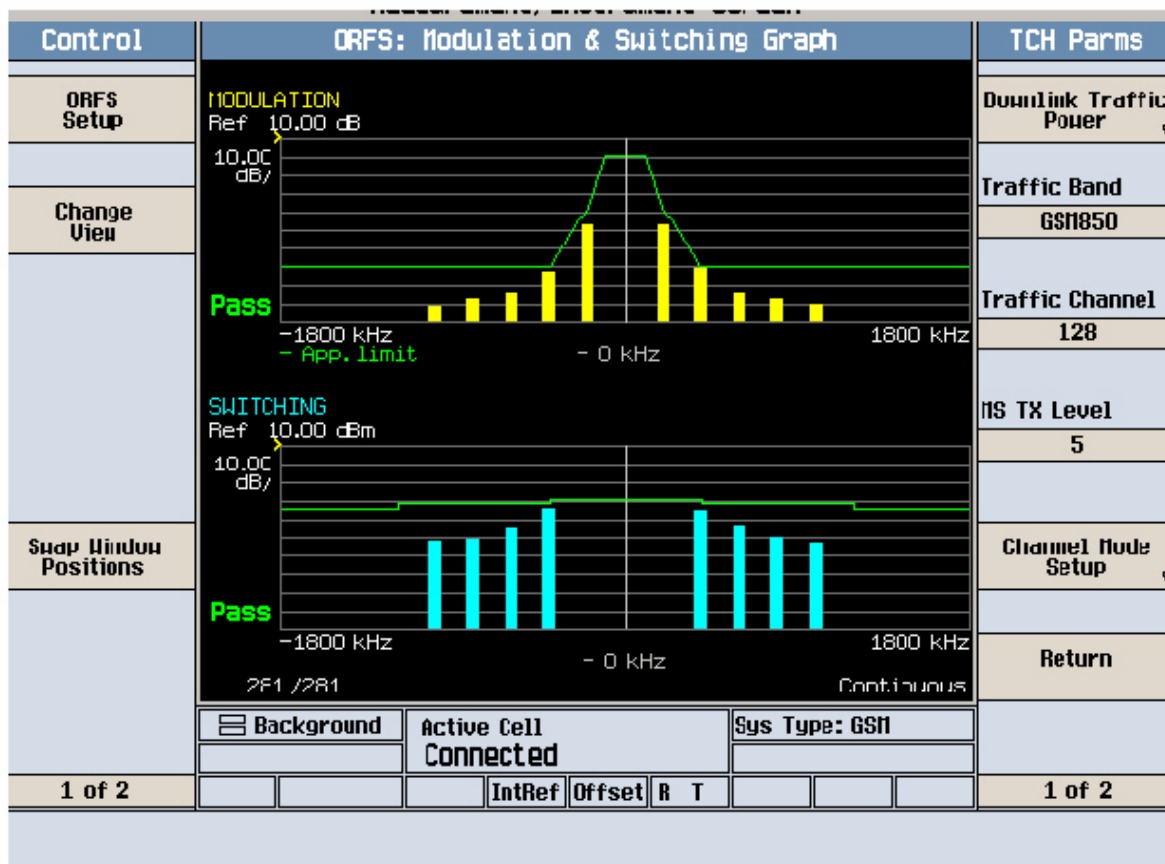 Measurement/Instrument Screen
Control
ORFS: Modulation & Switching Graph
TCH Parms
ORFS
Setup
Change
View
Swap Window
Positions
1 of 2
MODULATION
Ref 10.00 dB
10.00
dB/
Pass
-1800 kHz
1800 kHz
- App. limit
- 0 kHz
SWITCHING
Ref 10.00 dBm
10.00
dB/
Pass
-1800 kHz
1800 kHz
- 0 kHz
281/281
Continuous
Background
Active Cell
Connected
Sys Type: GSM
IntRef
Offset
R T
Downlink Traffic
Power
Traffic Band
GSM850
Traffic Channel
128
MS TX Level
5
Channel Mode
Setup
Return
1 of 2